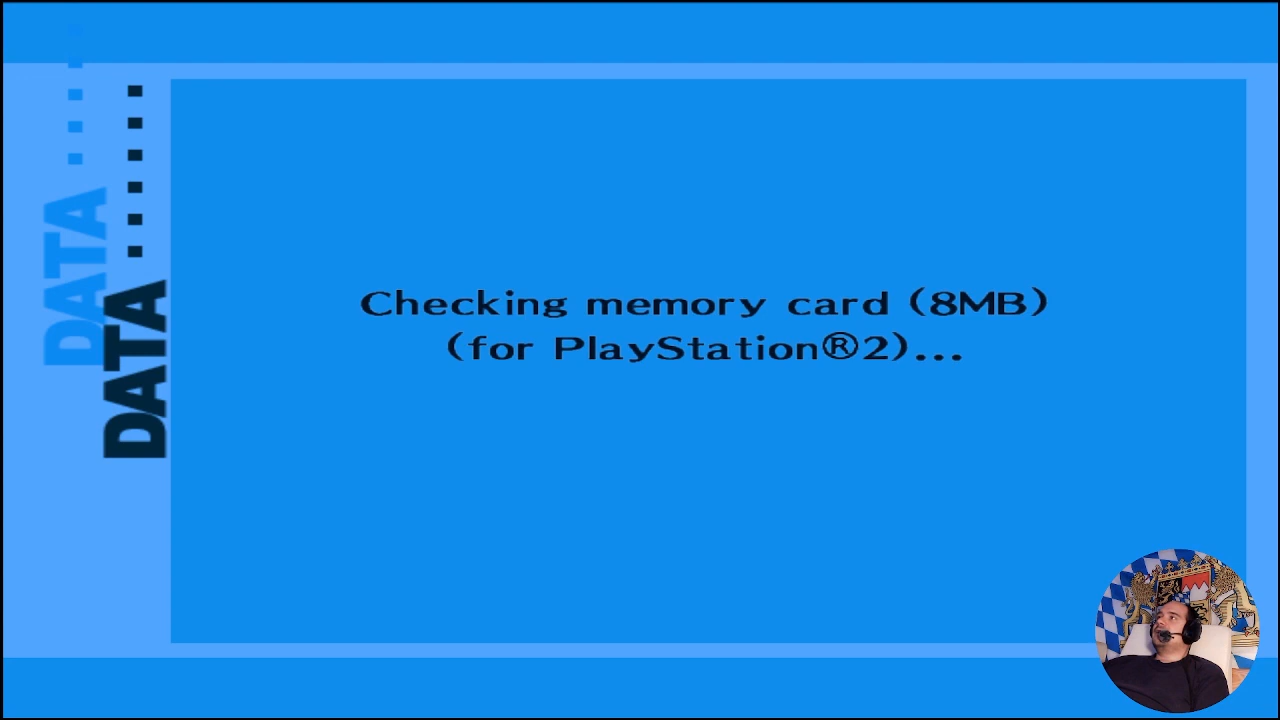 DATA ......
DATA ....
Checking memory card (8MB)
(for PlayStation®2)...